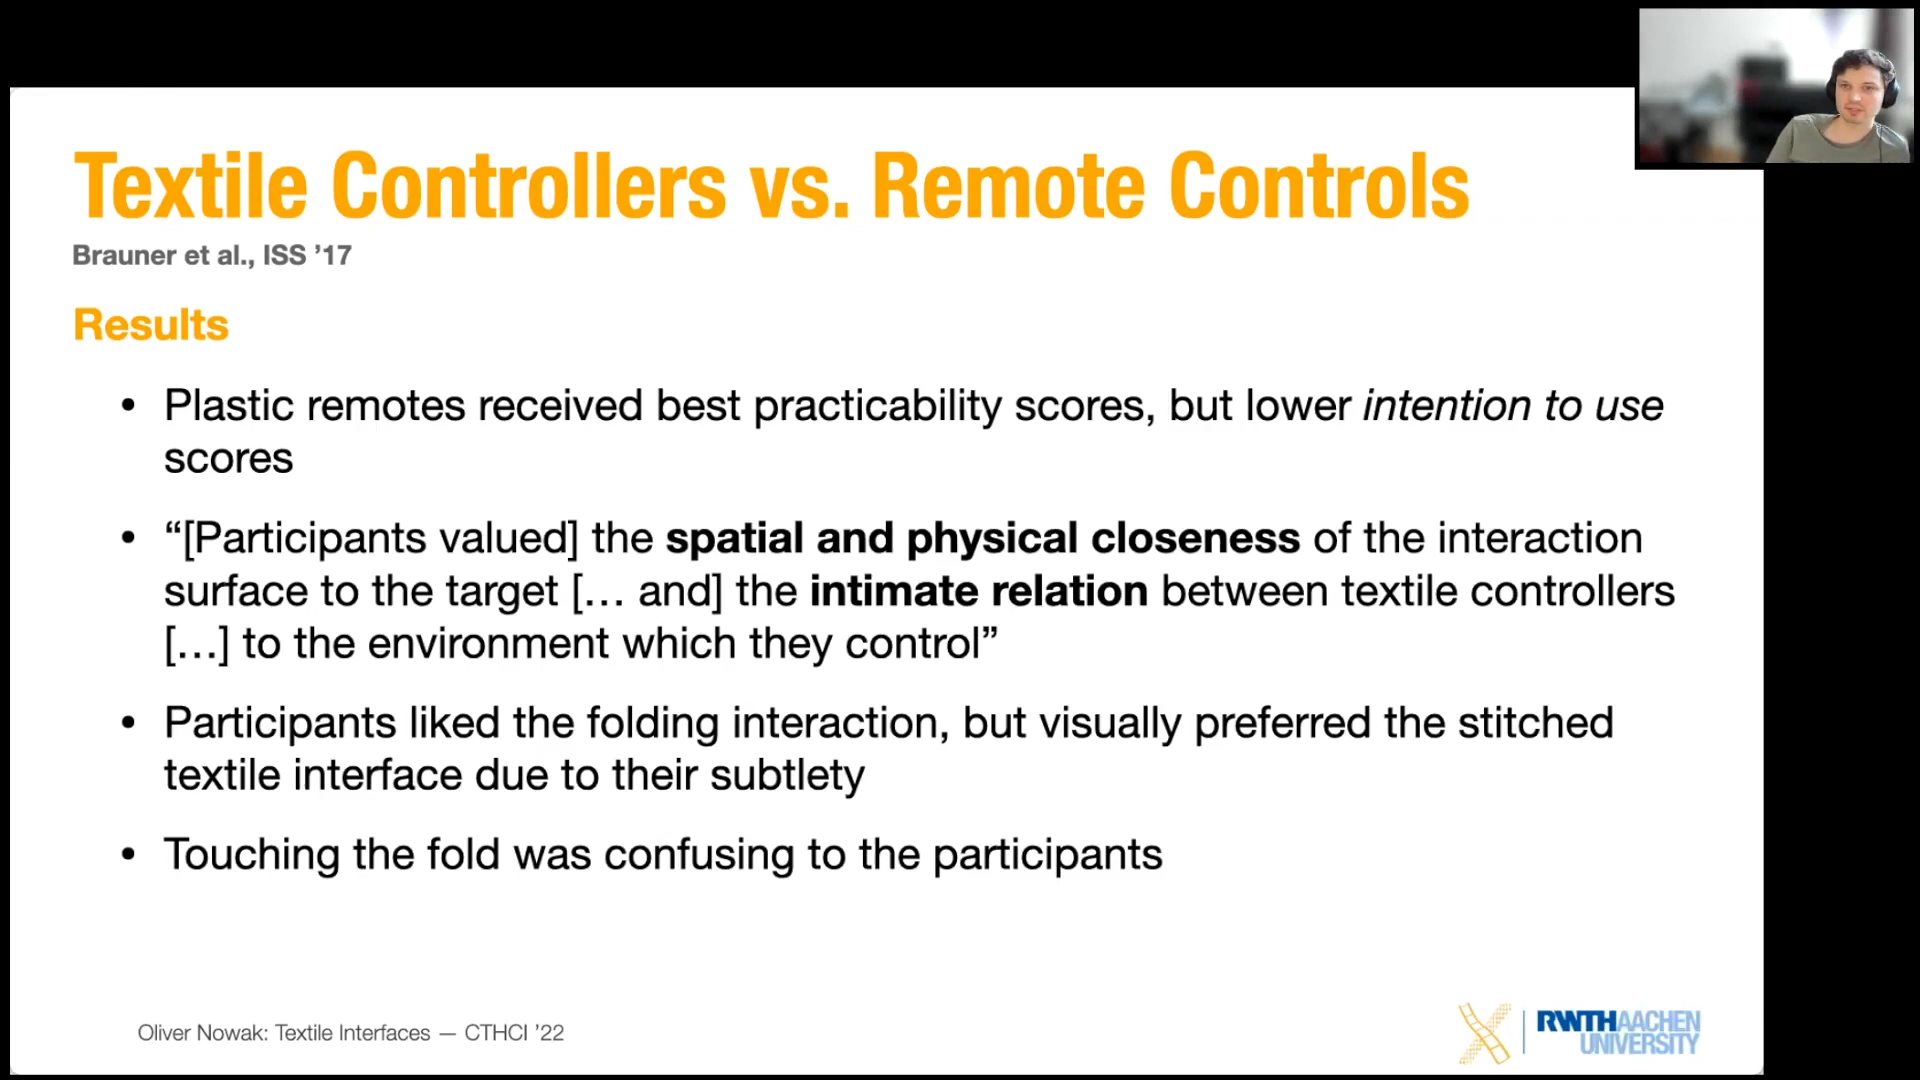 Textile Controllers vs. Remote Controls
Brauner et al., ISS ’17
Results
• Plastic remotes received best practicability scores, but lower intention to use
scores
• “[Participants valued] the spatial and physical closeness of the interaction
surface to the target [… and] the intimate relation between textile controllers
[…] to the environment which they control”
• Participants liked the folding interaction, but visually preferred the stitched
textile interface due to their subtlety
• Touching the fold was confusing to the participants
Oliver Nowak: Textile Interfaces — CTHCI ’22
RWTHAACHEN
UNIVERSITY